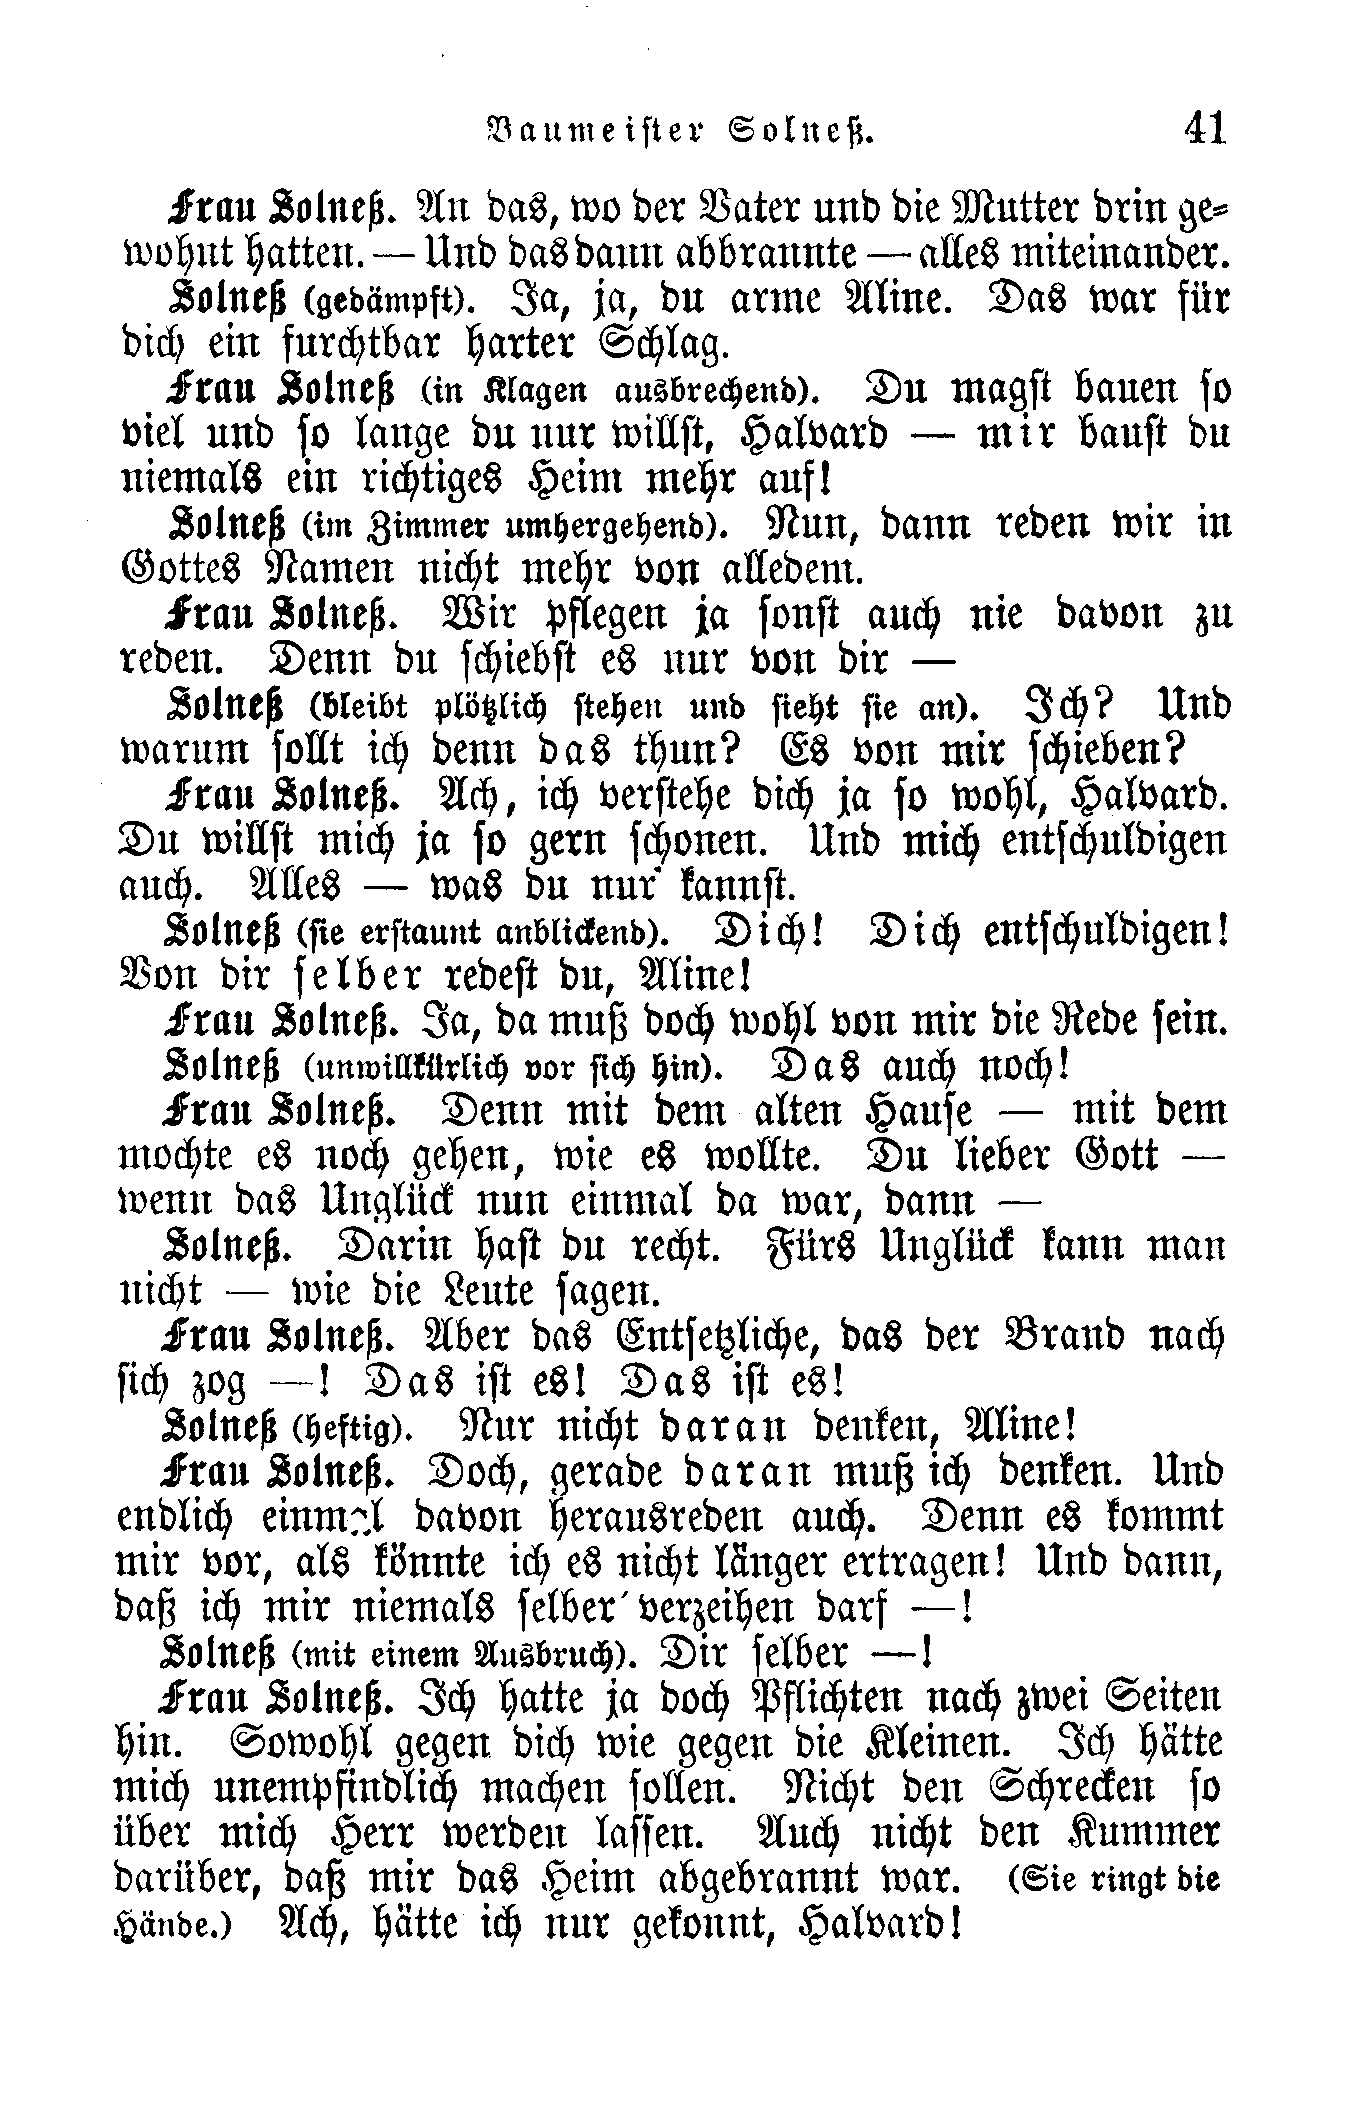 Baumeister Solneß. 41
Frau Solneß. An das, wo der Vater und die Mutter drin ge-
wohnt hatten. — Und das dann abbrannte — alles miteinander.
Solneß (gedämpft). Ja, ja, du arme Aline. Das war für
dich ein furchtbar harter Schlag.
Frau Solneß (in Klagen ausbrechend). Du magst bauen so
viel und so lange du nur willst, Halvard — mir baust du
niemals ein richtiges Heim mehr auf!
Solneß (im Zimmer umhergehend). Nun, dann reden wir in
Gottes Namen nicht mehr von alledem.
Frau Solneß. Wir pflegen ja sonst auch nie davon zu
reden. Denn du schiebst es nur von dir —
Solneß (bleibt plötzlich stehen und sieht sie an). Ich? Und
warum sollt ich denn das thun? Es von mir schieben?
Frau Solneß. Ach, ich verstehe dich ja so wohl, Halvard.
Du willst mich ja so gern schonen. Und mich entschuldigen
auch. Alles — was du nur kannst.
Solneß (sie erstaunt anblickend). Dich! Dich entschuldigen!
Von dir selber redest du, Aline!
Frau Solneß. Ja, da muß doch wohl von mir die Rede sein.
Solneß (unwillkürlich vor sich hin). Das auch noch!
Frau Solneß. Denn mit dem alten Hause — mit dem
mochte es noch gehen, wie es wollte. Du lieber Gott —
wenn das Unglück nun einmal da war, dann —
Solneß. Darin hast du recht. Fürs Unglück kann man
nicht — wie die Leute sagen.
Frau Solneß. Aber das Entsetzliche, das der Brand nach
sich zog —! Das ist es! Das ist es!
Solneß (heftig). Nur nicht daran denken, Aline!
Frau Solneß. Doch, gerade daran muß ich denken. Und
endlich einmal davon herausreden auch. Denn es kommt
mir vor, als könnte ich es nicht länger ertragen! Und dann,
daß ich mir niemals selber verzeihen darf —!
Solneß (mit einem Ausbruch). Dir selber —!
Frau Solneß. Ich hatte ja doch Pflichten nach zwei Seiten
hin. Sowohl gegen dich wie gegen die Kleinen. Ich hätte
mich unempfindlich machen sollen. Nicht den Schrecken so
über mich Herr werden lassen. Auch nicht den Kummer
darüber, daß mir das Heim abgebrannt war. (Sie ringt die
Hände.) Ach, hätte ich nur gekonnt, Halvard!